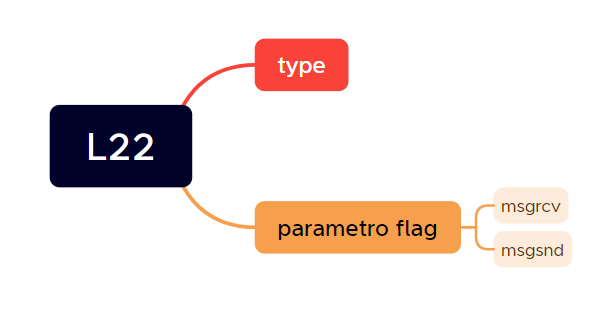 L22
type
parametro flag
msgrcv
msgsnd